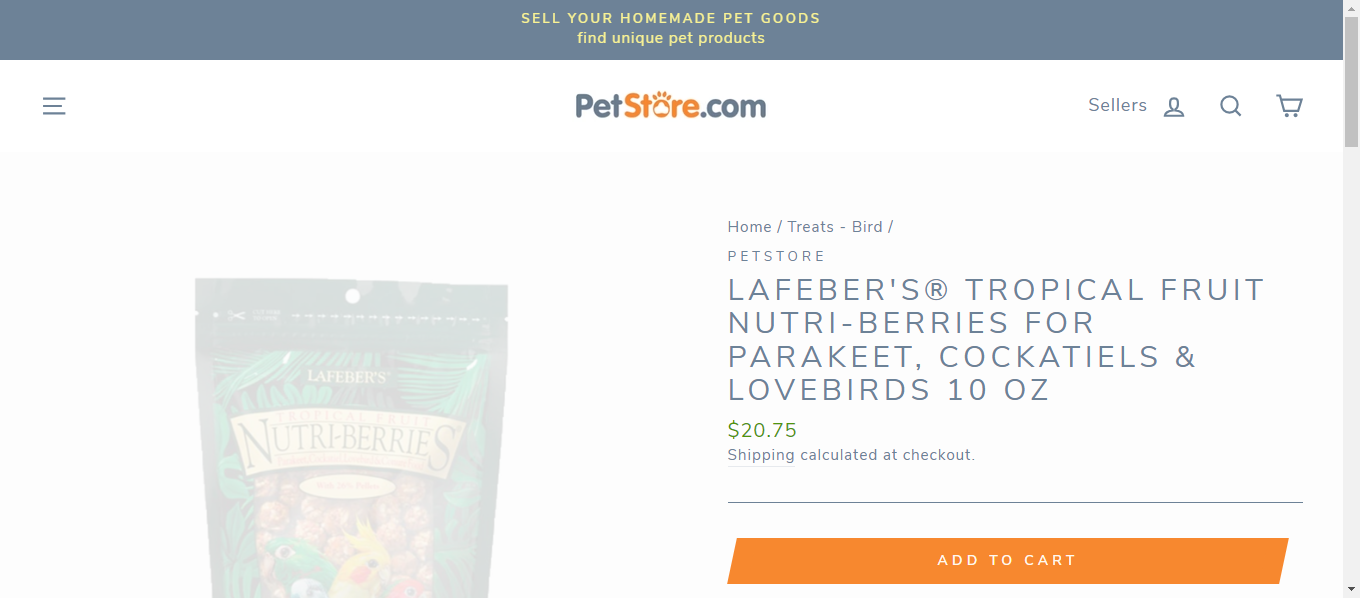 SELL YOUR HOMEMADE PET GOODS
find unique pet products
PetStore.com
Sellers
Home / Treats - Bird /
PETSTORE
LAFEBER'S® TROPICAL FRUIT
NUTRI-BERRIES FOR
PARAKEET, COCKATIELS &
LOVEBIRDS 10 OZ
$20.75
Shipping calculated at checkout.
ADD TO CART
LAFEBER'S
TROPICAL FRUIT
NUTRI-BERRIES